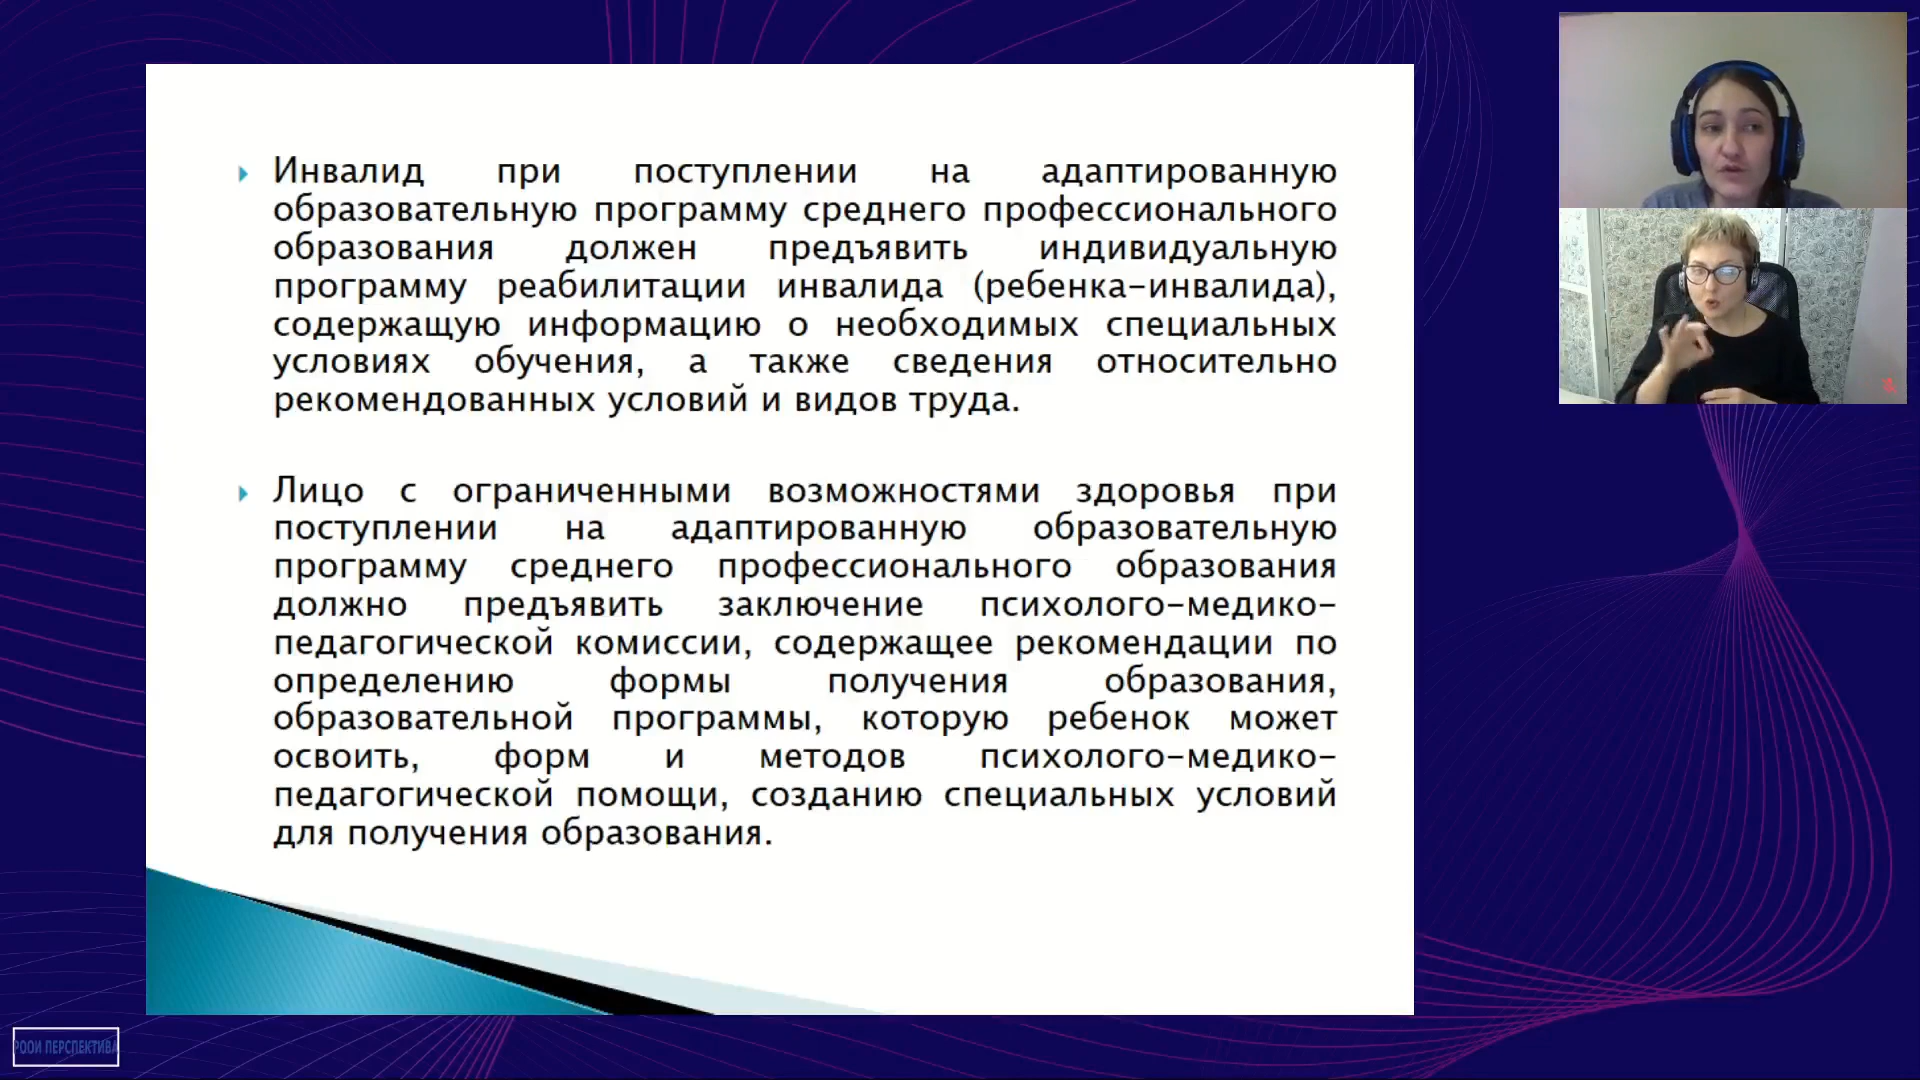 Инвалид при поступлении на адаптированную
образовательную программу среднего профессионального
образования должен предъявить индивидуальную
программу реабилитации инвалида (ребенка-инвалида),
содержащую информацию о необходимых специальных
условиях обучения, а также сведения относительно
рекомендованных условий и видов труда.
Лицо с ограниченными возможностями здоровья при
поступлении на адаптированную образовательную
программу среднего профессионального образования
должно предъявить заключение психолого-медико-
педагогической комиссии, содержащее рекомендации по
определению формы получения образования,
образовательной программы, которую ребенок может
освоить, форм и методов психолого-медико-
педагогической помощи, созданию специальных условий
для получения образования.
РООИ ПЕРСПЕКТИВА